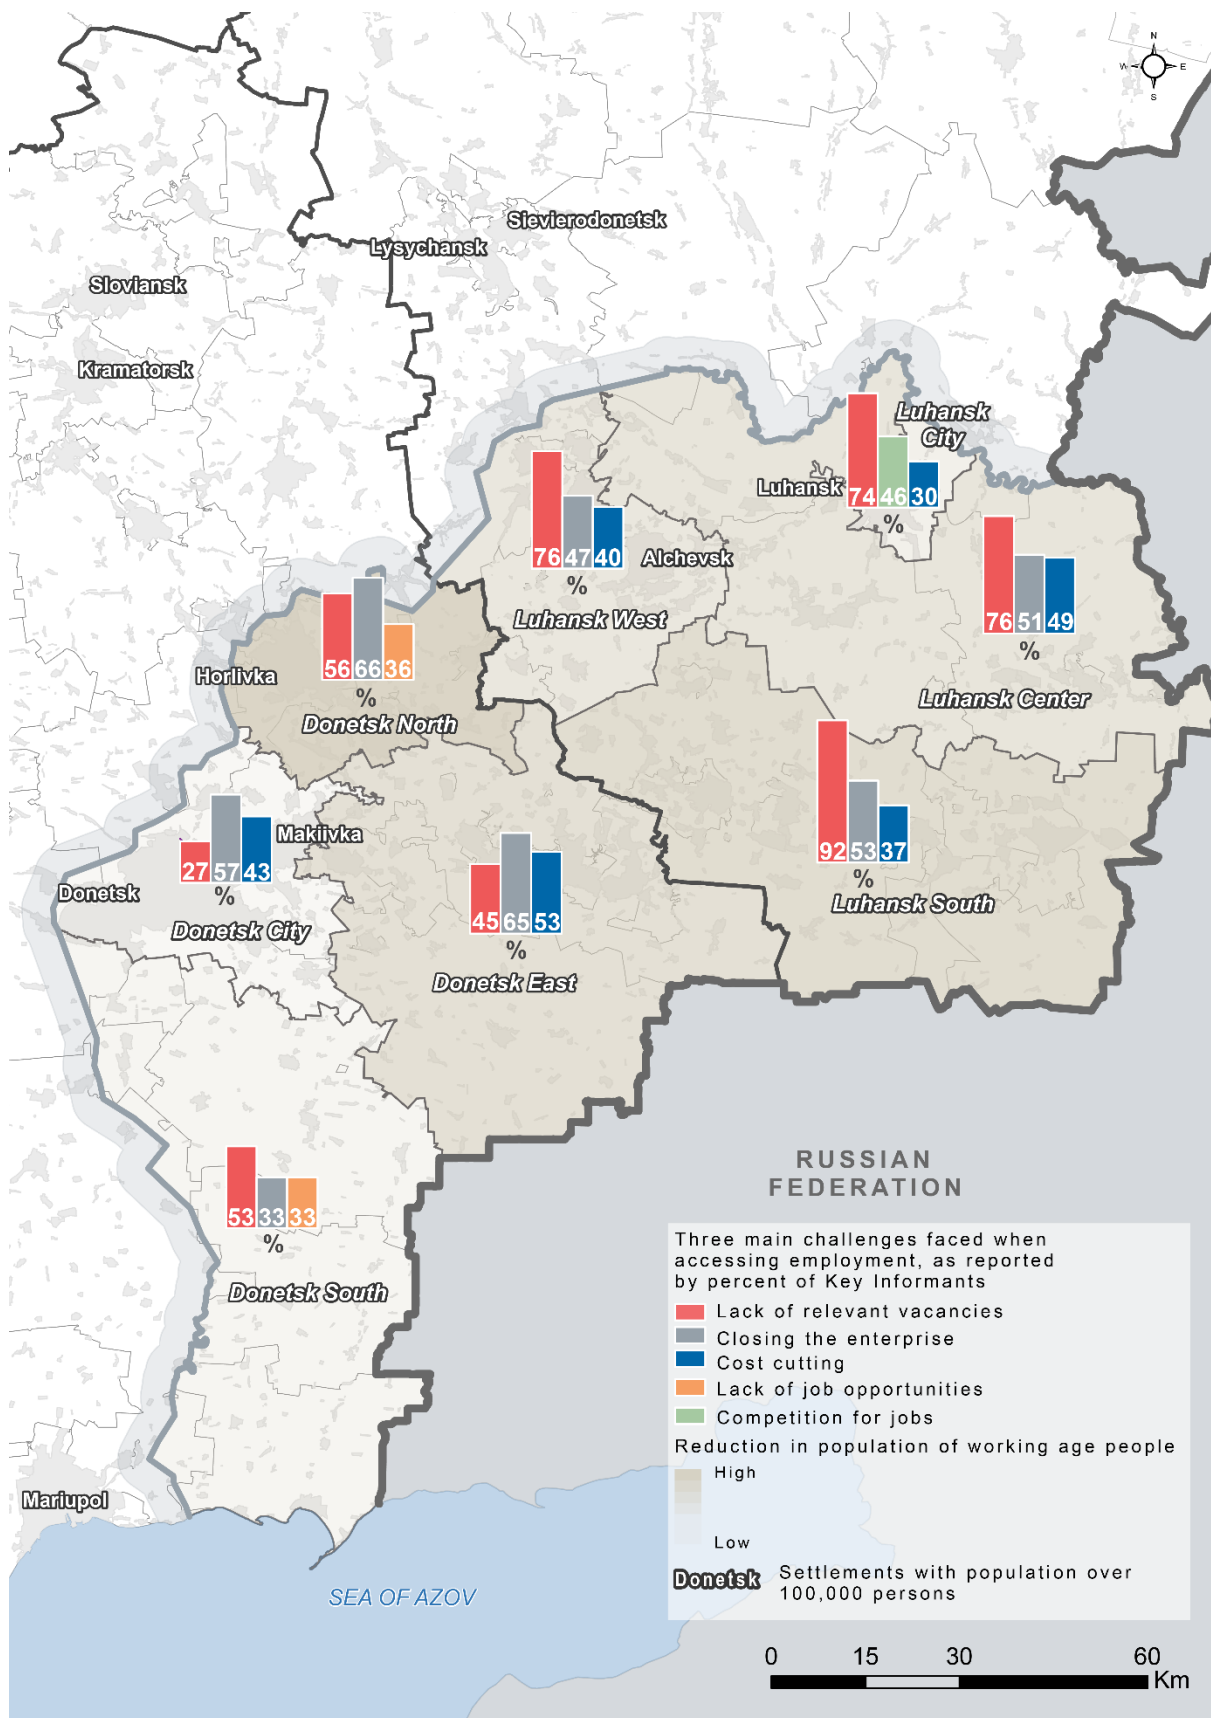 N
W
E
S
Sievierodonetsk
Lysychansk
Sloviansk
Kramatorsk
Luhansk
City
Luhansk
74 46 30
%
76 47 40
%
Alchevsk
Luhansk West
76 51 49
%
Luhansk Center
56 66 36
%
Horlivka
Donetsk North
92 53 37
%
Luhansk South
Makiivka
27 57 43
%
Donetsk
Donetsk City
45 65 53
%
Donetsk East
53 33 33
%
Donetsk South
RUSSIAN
FEDERATION
Three main challenges faced when
accessing employment, as reported
by percent of Key Informants
Lack of relevant vacancies
Closing the enterprise
Cost cutting
Lack of job opportunities
Competition for jobs
Reduction in population of working age people
High
Low
Donetsk Settlements with population over
100,000 persons
Mariupol
SEA OF AZOV
0 15 30 60
Km